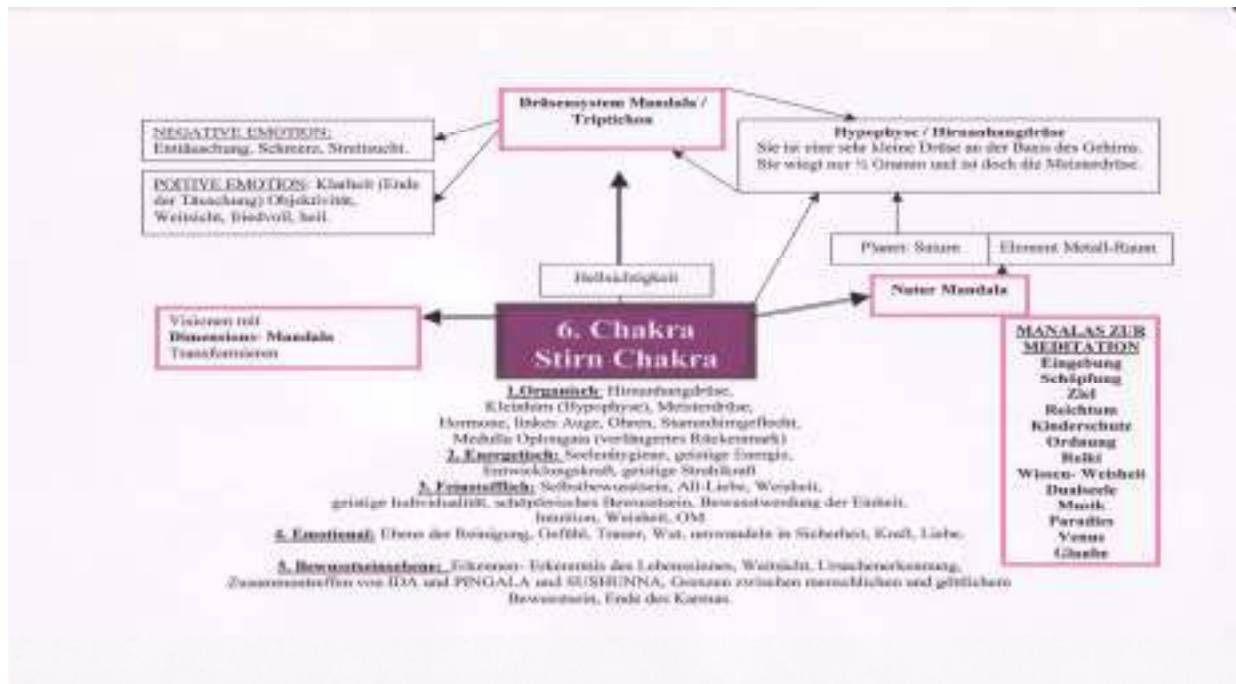 Drüsensystem Mandala /
Triptichon
NEGATIVE EMOTION:
Enttäuschung, Schmerz, Streitsucht.
POITIVE EMOTION: Klarheit (Ende
der Täuschung) Objektivität,
Weitsicht, friedvoll, heil.
Hypophyse / Hirnanhangdrüse
Sie ist eine sehr kleine Drüse an der Basis des Gehirns.
Sie wiegt nur ½ Gramm und ist doch die Meisterdrüse.
Planet: Saturn
Element Metall-Raum
Hellsichtigkeit
Natur Mandala
Visionen mit
Dimensions- Mandala
Transformieren
6. Chakra
Stirn Chakra
MANALAS ZUR
MEDITATION
Eingebung
Schöpfung
Ziel
Reichtum
Kinderschutz
Ordnung
Reiki
Wissen- Weisheit
Dualseele
Musik
Paradies
Venus
Glaube
1.Organisch: Hirnanhangdrüse,
Kleinhirn (Hypophyse), Meisterdrüse,
Hormone, linkes Auge, Ohren, Stammhirngeflecht,
Medulla Oplongata (verlängertes Rückenmark)
2. Energetisch: Seelenhygiene, geistige Energie,
Entwicklungskraft, geistige Strahlkraft
3. Feinstofflich: Selbstbewusstsein, All-Liebe, Weisheit,
geistige Individualität, schöpferisches Bewusstsein, Bewusstwerdung der Einheit,
Intuition, Weisheit, OM
4. Emotional: Ebene der Reinigung, Gefühl, Trauer, Wut, umwandeln in Sicherheit, Kraft, Liebe.
5. Bewusstseinsebene: Erkennen- Erkenntnis des Lebenssinnes, Weitsicht, Ursachenerkennung,
Zusammentreffen von IDA und PINGALA und SUSHUNNA, Grenzen zwischen menschlichen und göttlichem
Bewusstsein, Ende des Karmas.